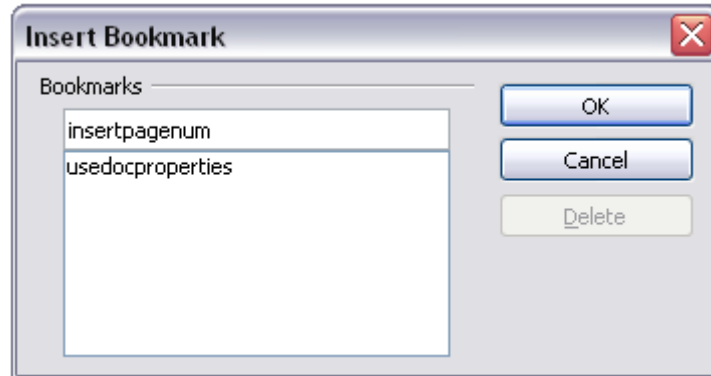 Insert Bookmark
Bookmarks
insertpagenum
usedocproperties
OK
Cancel
Delete